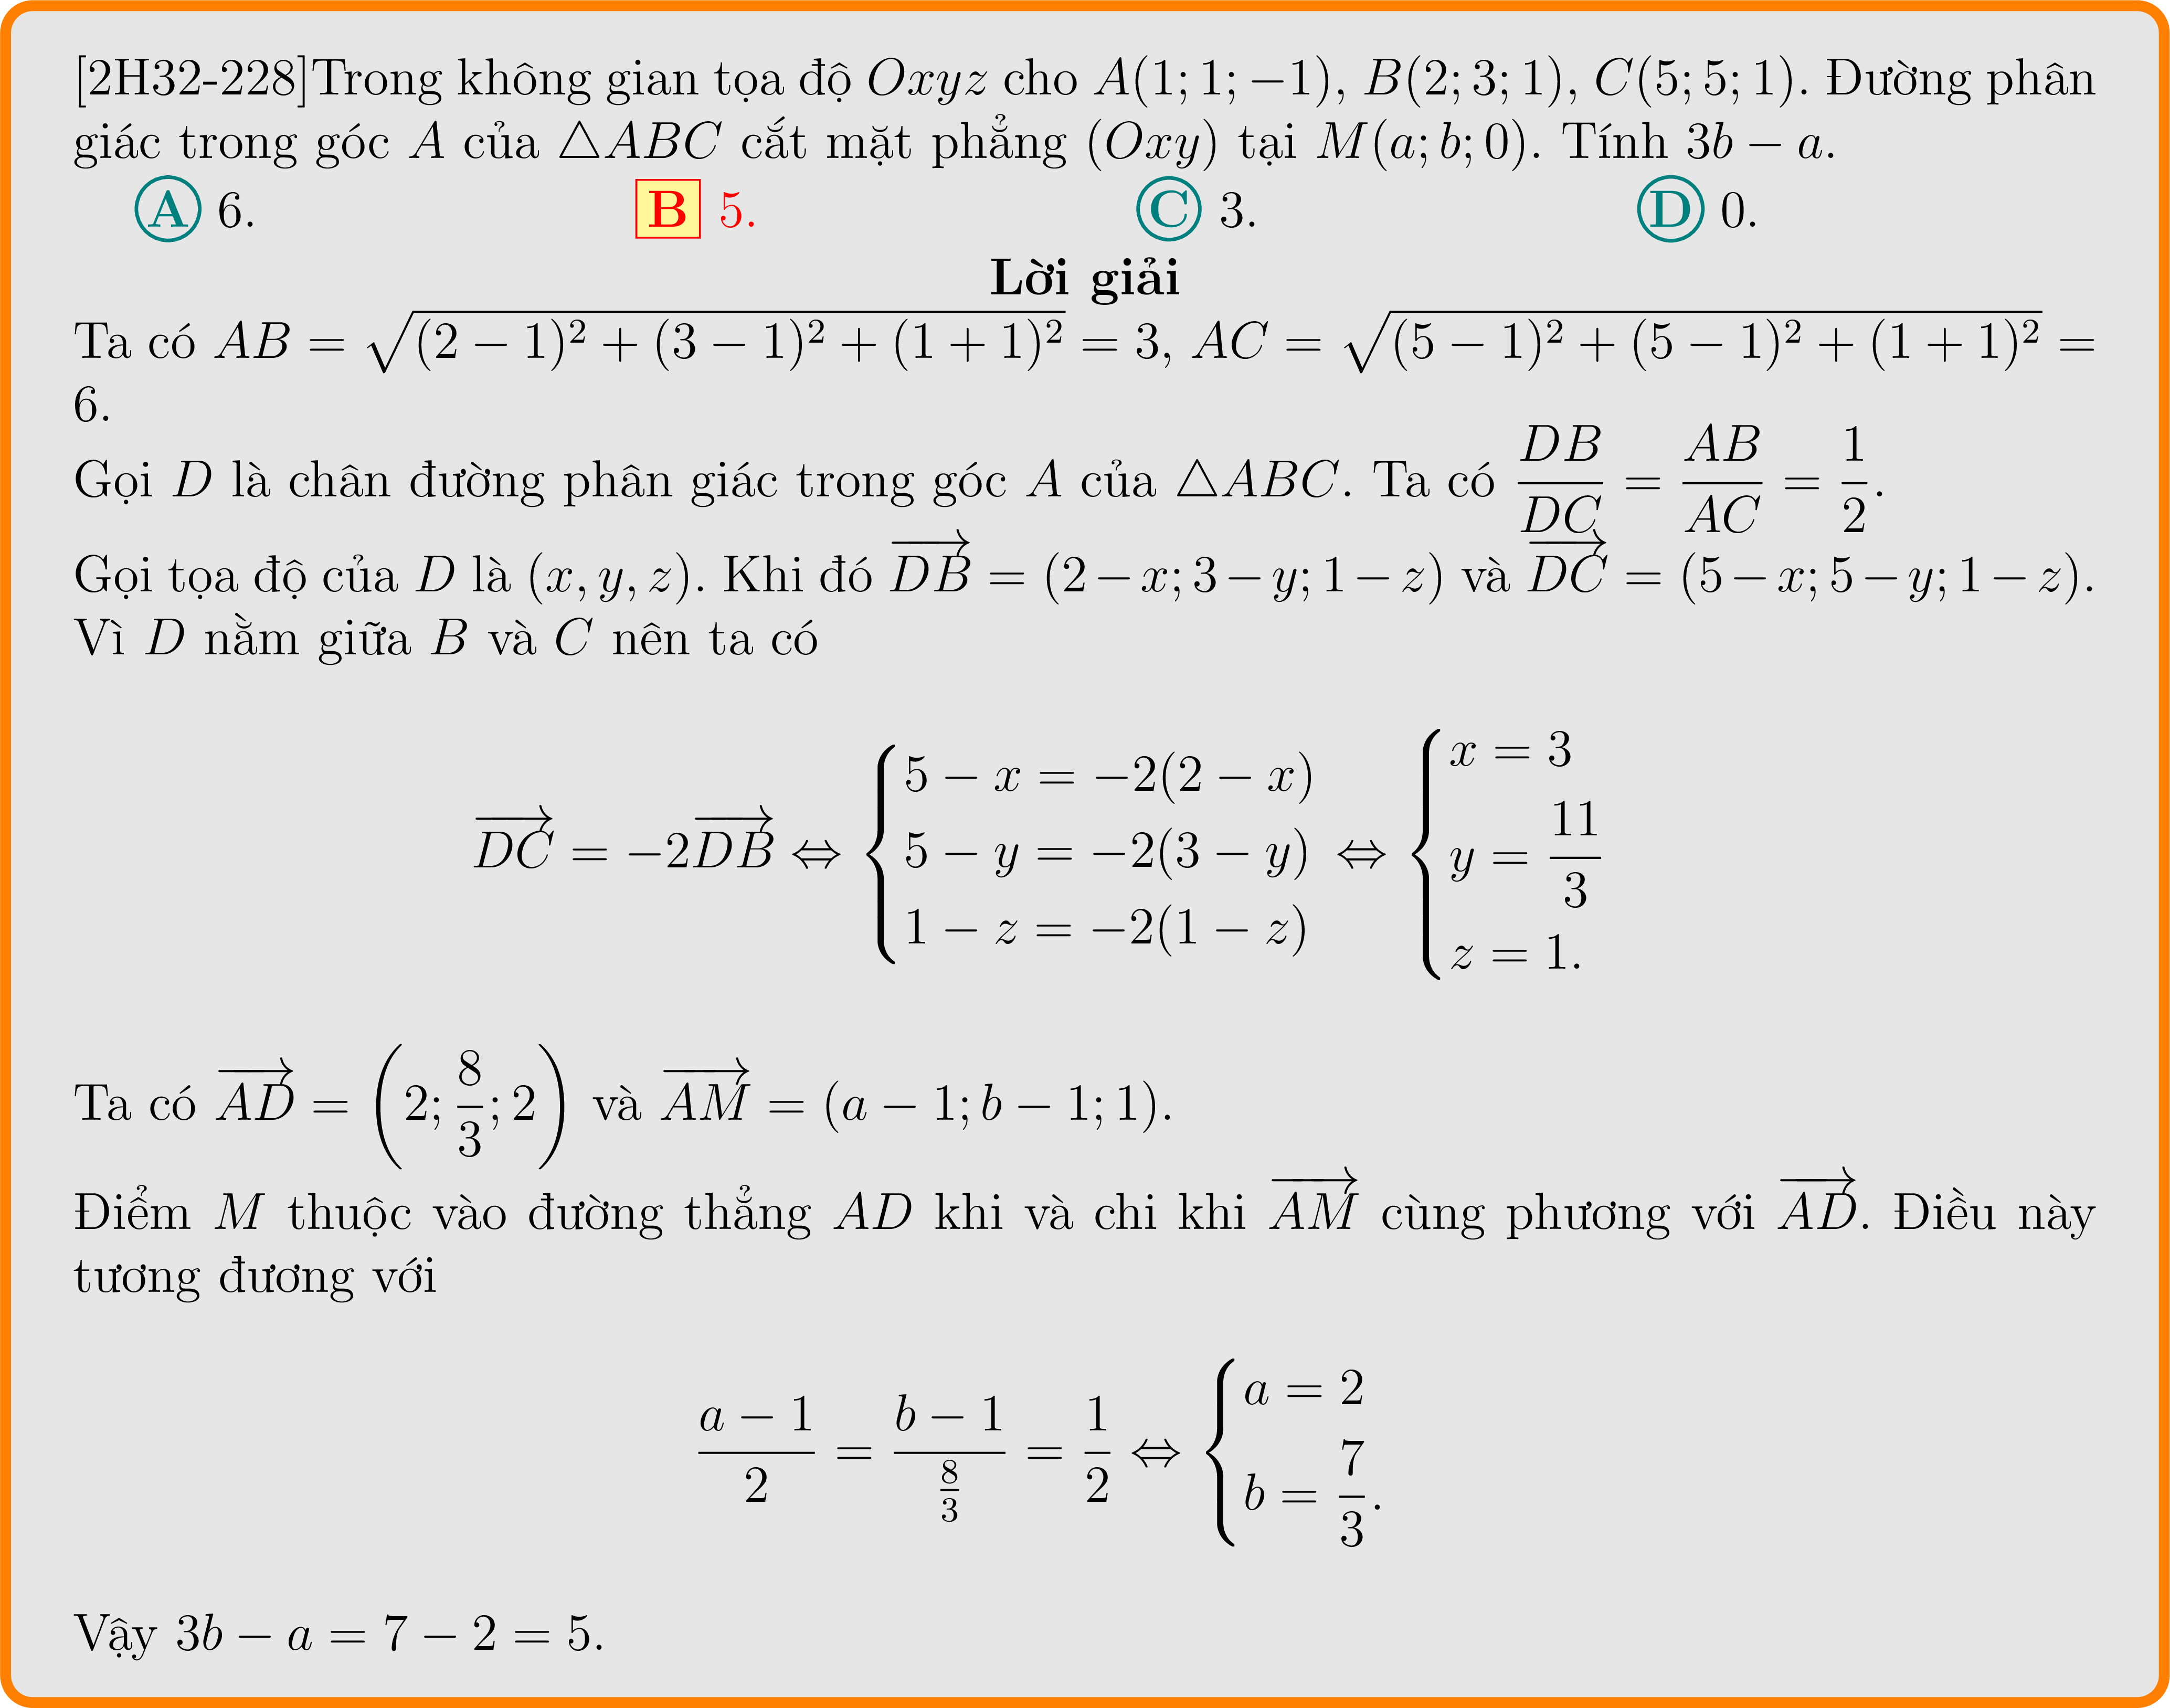 [2H32-228]Trong không gian tọa độ $Oxyz$ cho $A(1;1;-1)$, $B(2;3;1)$, $C(5;5;1)$. Đường phân
giác trong góc $A$ của $\triangle ABC$ cắt mặt phẳng $(Oxy)$ tại $M(a;b;0)$. Tính $3b-a$.
A 6. B 5. C 3. D 0.
Lời giải
Ta có $AB = \sqrt{(2-1)^2+(3-1)^2+(1+1)^2} = 3$, $AC = \sqrt{(5-1)^2+(5-1)^2+(1+1)^2} =$
6.
Gọi $D$ là chân đường phân giác trong góc $A$ của $\triangle ABC$. Ta có $\dfrac{DB}{DC} = \dfrac{AB}{AC} = \dfrac{1}{2}$.
Gọi tọa độ của $D$ là $(x,y,z)$. Khi đó $\overrightarrow{DB} = (2-x;3-y;1-z)$ và $\overrightarrow{DC} = (5-x;5-y;1-z)$.
Vì $D$ nằm giữa $B$ và $C$ nên ta có
$\overrightarrow{DC} = -2\overrightarrow{DB} \Leftrightarrow \begin{cases} 5-x = -2(2-x) \\ 5-y = -2(3-y) \\ 1-z = -2(1-z) \end{cases} \Leftrightarrow \begin{cases} x = 3 \\ y = \dfrac{11}{3} \\ z = 1. \end{cases}$
Ta có $\overrightarrow{AD} = \left(2;\dfrac{8}{3};2\right)$ và $\overrightarrow{AM} = (a-1;b-1;1)$.
Điểm $M$ thuộc vào đường thẳng $AD$ khi và chi khi $\overrightarrow{AM}$ cùng phương với $\overrightarrow{AD}$. Điều này
tương đương với
$\dfrac{a-1}{2} = \dfrac{b-1}{\frac{8}{3}} = \dfrac{1}{2} \Leftrightarrow \begin{cases} a = 2 \\ b = \dfrac{7}{3}. \end{cases}$
Vậy $3b-a = 7-2 = 5$.